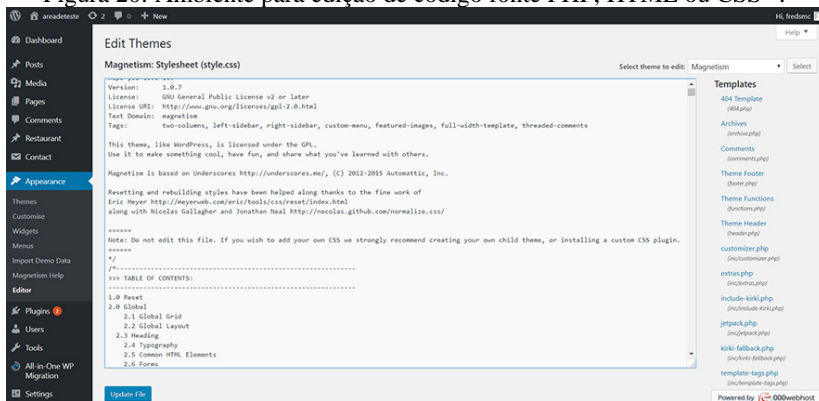 Figura 20: Ambiente para edição de código fonte PHP, HTML ou CSS
areadeteste 2 0 + New
Hi, fredsmc
Help ▼
Dashboard
Posts
Media
Pages
Comments
Restaurant
Contact
Appearance
Themes
Customise
Widgets
Menus
Import Demo Data
Magnetism Help
Editor
Plugins 2
Users
Tools
All-in-One WP
Migration
Settings
Edit Themes
Magnetism: Stylesheet (style.css)
Select theme to edit: Magnetism Select
Version: 1.0.7
License: GNU General Public License v2 or later
License URI: http://www.gnu.org/licenses/gpl-2.0.html
Text Domain: magnetism
Tags: two-columns, left-sidebar, right-sidebar, custom-menu, featured-images, full-width-template, threaded-comments
This theme, like WordPress, is licensed under the GPL.
Use it to make something cool, have fun, and share what you've learned with others.
Magnetism is based on Underscores http://underscores.me/, (C) 2012-2015 Automattic, Inc.
Resetting and rebuilding styles have been helped along thanks to the fine work of
Eric Meyer http://meyerweb.com/eric/tools/css/reset/index.html
along with Nicolas Gallagher and Jonathan Neal http://necolas.github.com/normalize.css/
======
Note: Do not edit this file. If you wish to add your own CSS we strongly recommend creating your own child theme, or installing a custom CSS plugin.
======
*/
/*--------------------------------------------------------------
>>> TABLE OF CONTENTS:
----------------------------------------------------------------
1.0 Reset
2.0 Global
2.1 Global Grid
2.2 Global Layout
2.3 Heading
2.4 Typography
2.5 Common HTML Elements
2.6 Forms
Update File
Templates
404 Template
(404.php)
Archives
(archive.php)
Comments
(comments.php)
Theme Footer
(footer.php)
Theme Functions
(functions.php)
Theme Header
(header.php)
customizer.php
(inc/customizer.php)
extras.php
(inc/extras.php)
include-kirki.php
(inc/include-kirki.php)
jetpack.php
(inc/jetpack.php)
kirki-fallback.php
(inc/kirki-fallback.php)
template-tags.php
(inc/template-tags.php)
Powered by 000webhost